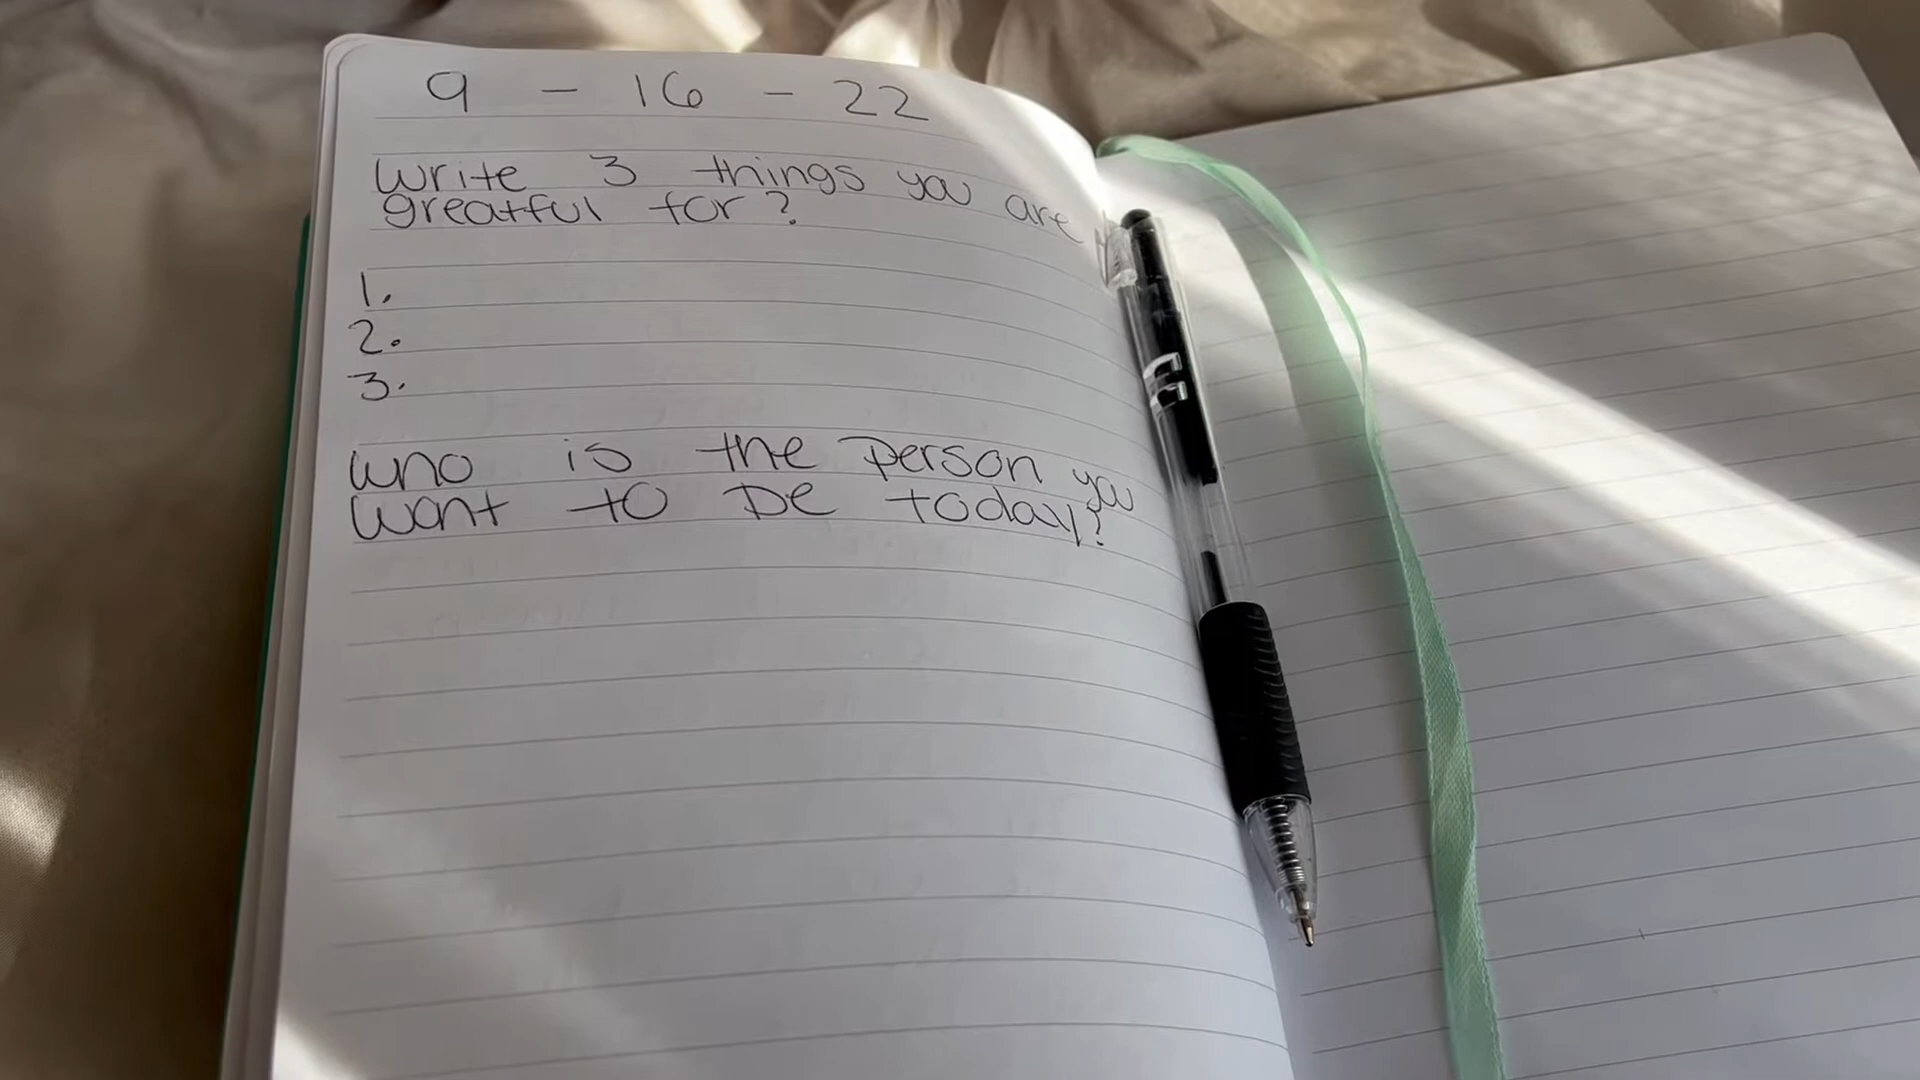 9 - 16 - 22
Write 3 things you are
greatful for?
1.
2.
3.
Who is the person you
want to be today?